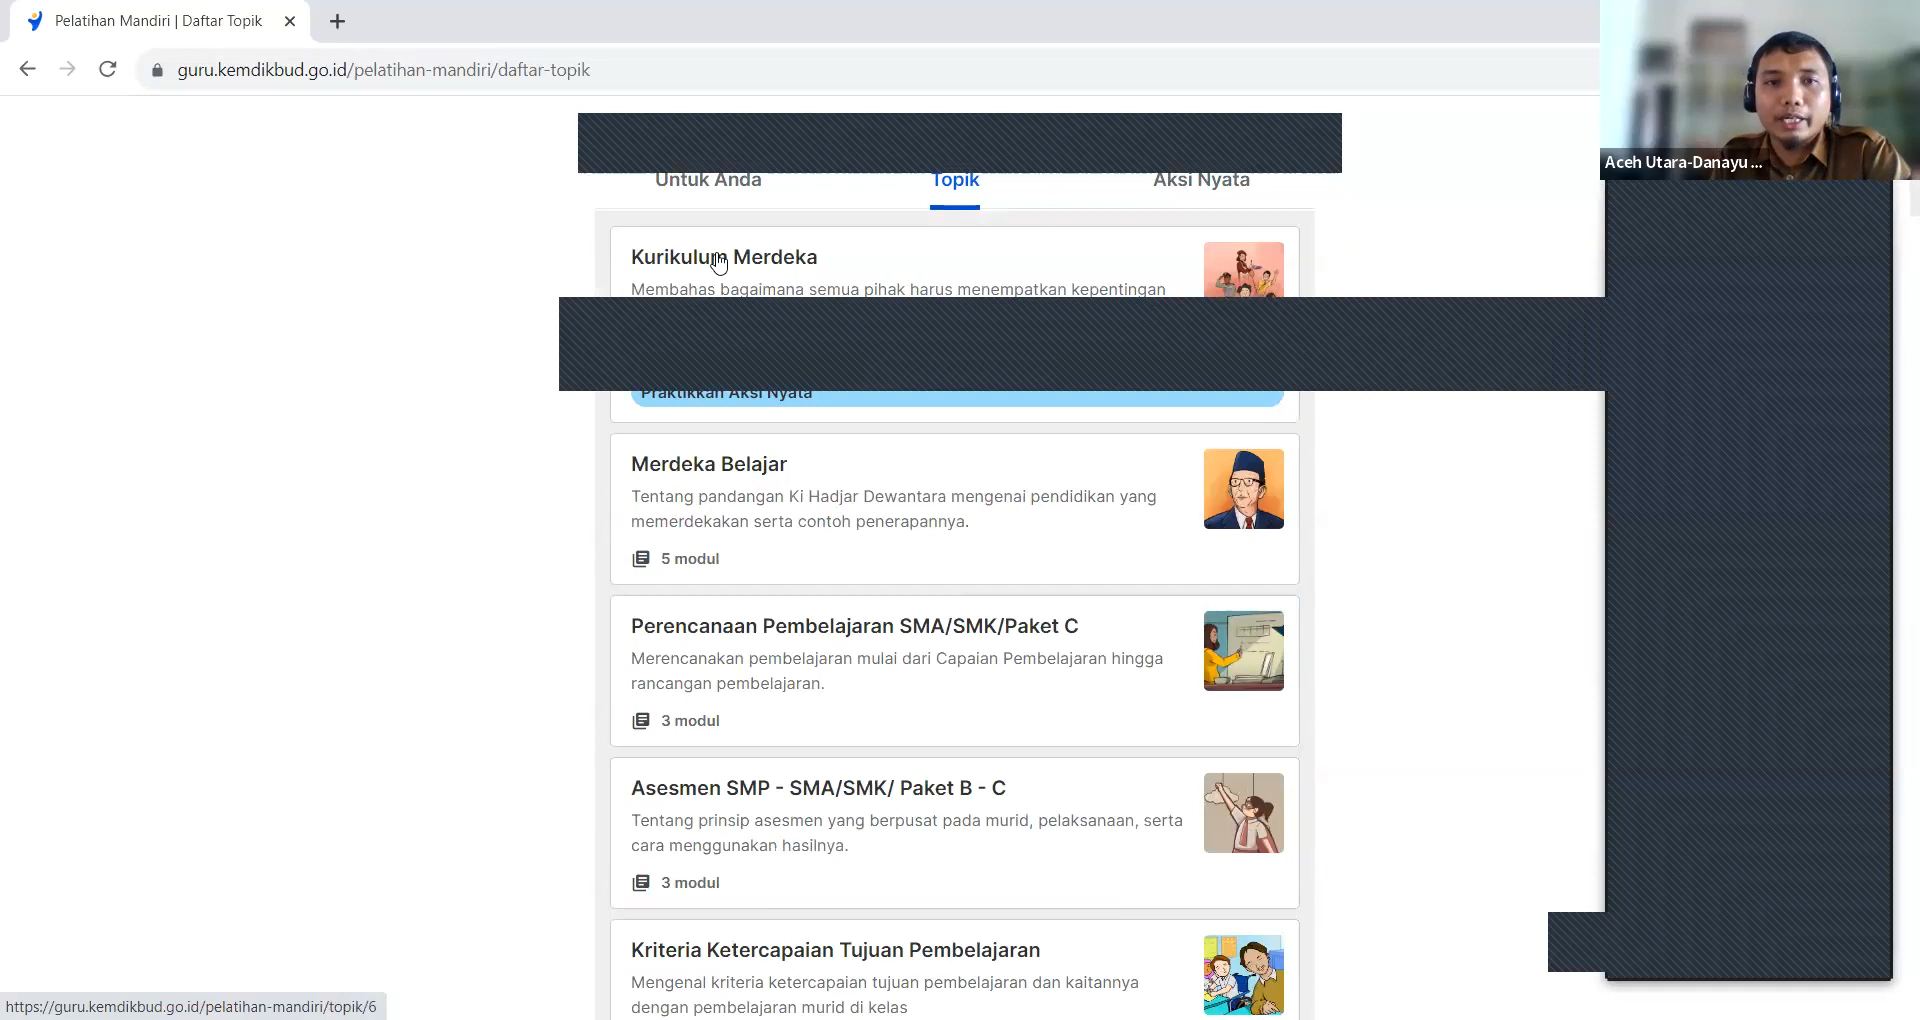 Pelatihan Mandiri | Daftar Topik
guru.kemdikbud.go.id/pelatihan-mandiri/daftar-topik
Aceh Utara-Danayu ...
Untuk Anda
Topik
Aksi Nyata
Kurikulum Merdeka
Membahas bagaimana semua pihak harus menempatkan kepentingan
Praktikkan Aksi Nyata
Merdeka Belajar
Tentang pandangan Ki Hadjar Dewantara mengenai pendidikan yang
memerdekakan serta contoh penerapannya.
5 modul
Perencanaan Pembelajaran SMA/SMK/Paket C
Merencanakan pembelajaran mulai dari Capaian Pembelajaran hingga
rancangan pembelajaran.
3 modul
Asesmen SMP - SMA/SMK/ Paket B - C
Tentang prinsip asesmen yang berpusat pada murid, pelaksanaan, serta
cara menggunakan hasilnya.
3 modul
Kriteria Ketercapaian Tujuan Pembelajaran
Mengenal kriteria ketercapaian tujuan pembelajaran dan kaitannya
dengan pembelajaran murid di kelas
https://guru.kemdikbud.go.id/pelatihan-mandiri/topik/6